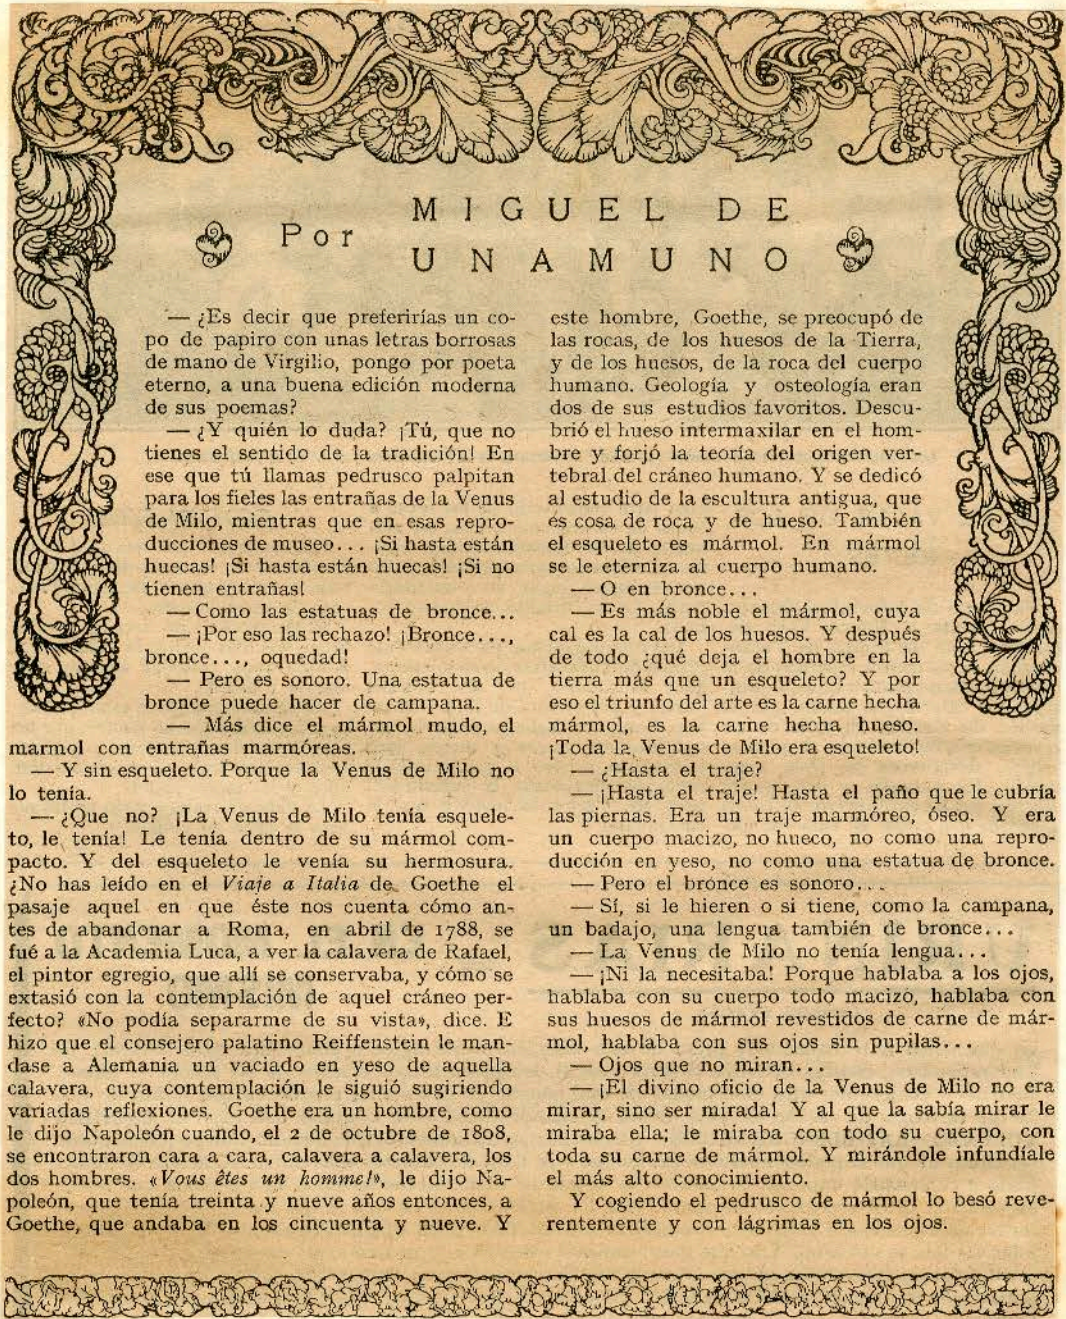 Por
MIGUEL DE
UNAMUNO
— ¿Es decir que preferirías un co-
po de papiro con unas letras borrosas
de mano de Virgilio, pongo por poeta
eterno, a una buena edición moderna
de sus poemas?
— ¿Y quién lo duda? ¡Tú, que no
tienes el sentido de la tradición! En
ese que tú llamas pedrusco palpitan
para los fieles las entrañas de la Venus
de Milo, mientras que en esas repro-
ducciones de museo... ¡Si hasta están
huecas! ¡Si hasta están huecas! ¡Si no
tienen entrañas!
— Como las estatuas de bronce...
— ¡Por eso las rechazo! ¡Bronce...,
bronce..., oquedad!
— Pero es sonoro. Una estatua de
bronce puede hacer de campana.
— Más dice el mármol mudo, el
marmol con entrañas marmóreas.
— Y sin esqueleto. Porque la Venus de Milo no
lo tenía.
— ¿Que no? ¡La Venus de Milo tenía esquele-
to, le tenía! Le tenía dentro de su mármol com-
pacto. Y del esqueleto le venía su hermosura.
¿No has leído en el Viaje a Italia de Goethe el
pasaje aquel en que éste nos cuenta cómo an-
tes de abandonar a Roma, en abril de 1788, se
fué a la Academia Luca, a ver la calavera de Rafael,
el pintor egregio, que allí se conservaba, y cómo se
extasió con la contemplación de aquel cráneo per-
fecto? «No podía separarme de su vista», dice. E
hizo que el consejero palatino Reiffenstein le man-
dase a Alemania un vaciado en yeso de aquella
calavera, cuya contemplación le siguió sugiriendo
variadas reflexiones. Goethe era un hombre, como
le dijo Napoleón cuando, el 2 de octubre de 1808,
se encontraron cara a cara, calavera a calavera, los
dos hombres. «Vous êtes un homme!», le dijo Na-
poleón, que tenía treinta y nueve años entonces, a
Goethe, que andaba en los cincuenta y nueve. Y
este hombre, Goethe, se preocupó de
las rocas, de los huesos de la Tierra,
y de los huesos, de la roca del cuerpo
humano. Geología y osteología eran
dos de sus estudios favoritos. Descu-
brió el hueso intermaxilar en el hom-
bre y forjó la teoría del origen ver-
tebral del cráneo humano. Y se dedicó
al estudio de la escultura antigua, que
és cosa de roca y de hueso. También
el esqueleto es mármol. En mármol
se le eterniza al cuerpo humano.
— O en bronce...
— Es más noble el mármol, cuya
cal es la cal de los huesos. Y después
de todo ¿qué deja el hombre en la
tierra más que un esqueleto? Y por
eso el triunfo del arte es la carne hecha
mármol, es la carne hecha hueso.
¡Toda la Venus de Milo era esqueleto!
— ¿Hasta el traje?
— ¡Hasta el traje! Hasta el paño que le cubría
las piernas. Era un traje marmóreo, óseo. Y era
un cuerpo macizo, no hueco, no como una repro-
ducción en yeso, no como una estatua de bronce.
— Pero el bronce es sonoro...
— Sí, si le hieren o si tiene, como la campana,
un badajo, una lengua también de bronce...
— La Venus de Milo no tenía lengua...
— ¡Ni la necesitaba! Porque hablaba a los ojos,
hablaba con su cuerpo todo macizo, hablaba con
sus huesos de mármol revestidos de carne de már-
mol, hablaba con sus ojos sin pupilas...
— Ojos que no miran...
— ¡El divino oficio de la Venus de Milo no era
mirar, sino ser mirada! Y al que la sabía mirar le
miraba ella; le miraba con todo su cuerpo, con
toda su carne de mármol. Y mirándole infundíale
el más alto conocimiento.
Y cogiendo el pedrusco de mármol lo besó reve-
rentemente y con lágrimas en los ojos.